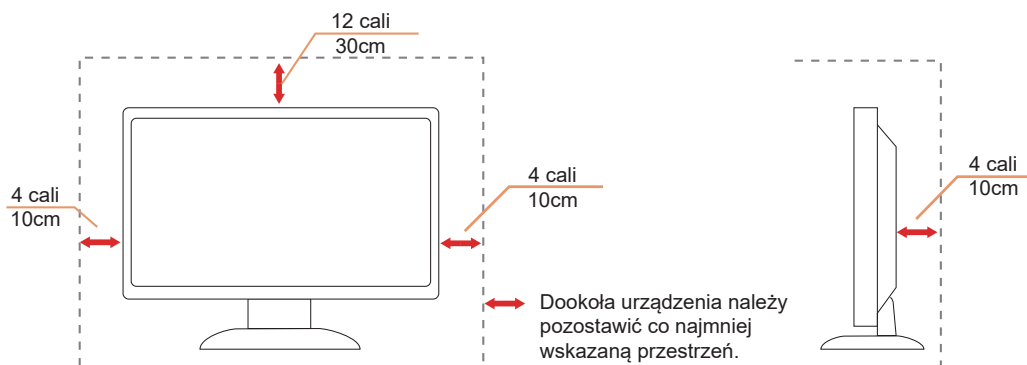 12 cali
30cm
4 cali
10cm
4 cali
10cm
4 cali
10cm
Dookoła urządzenia należy
pozostawić co najmniej
wskazaną przestrzeń.